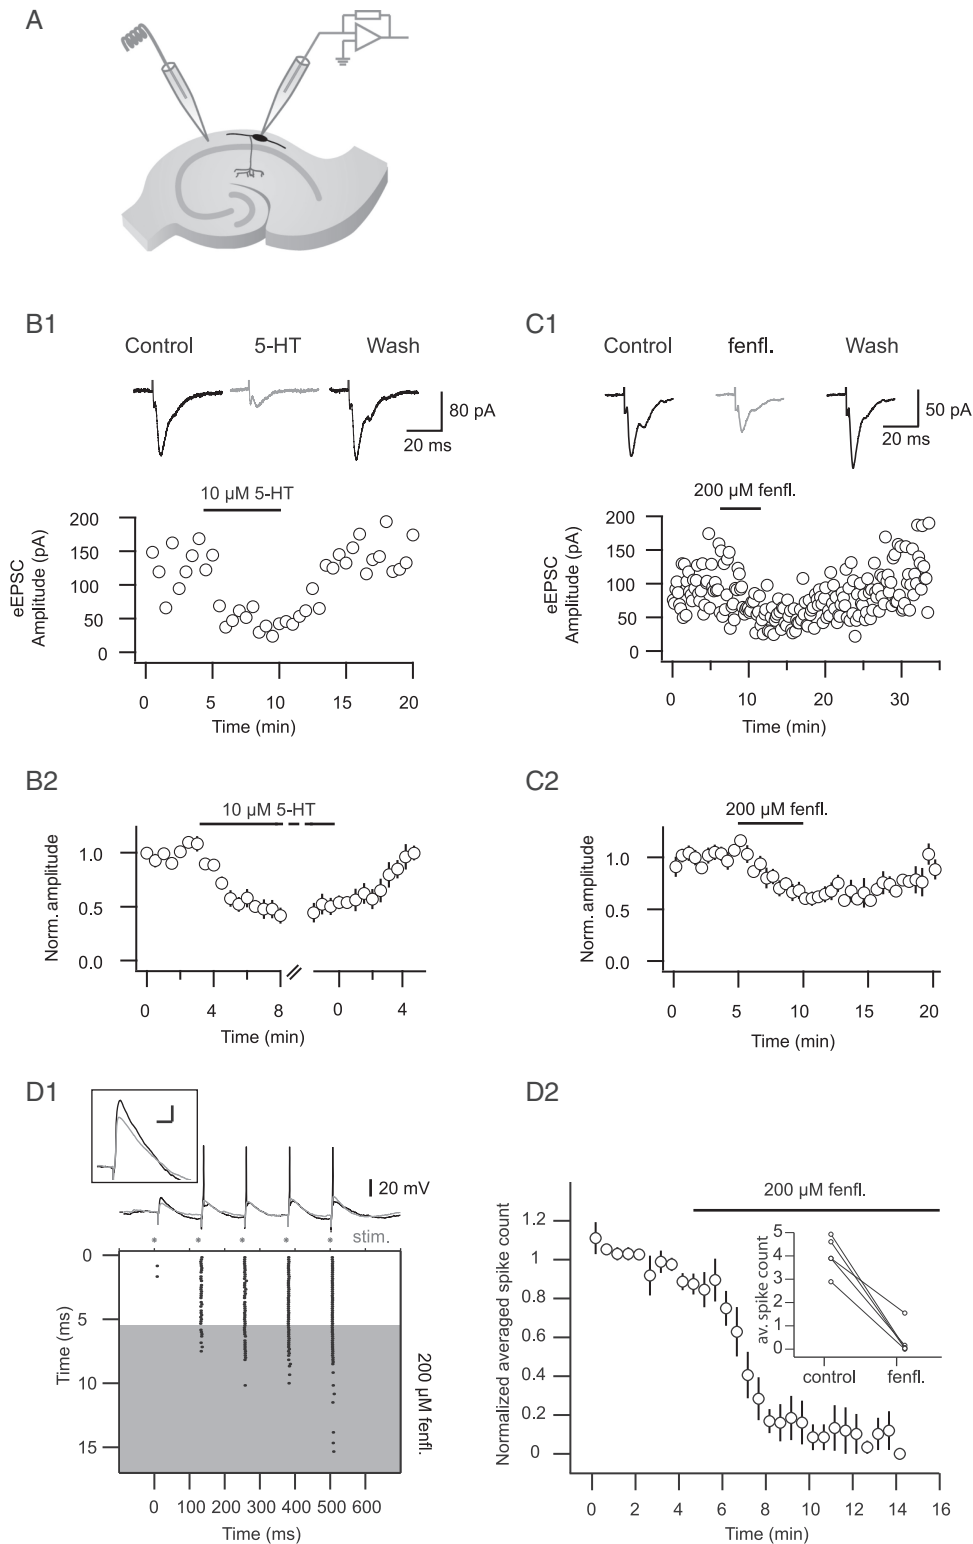 A
B1
Control 5-HT Wash
80 pA
20 ms
10 µM 5-HT
eEPSC
Amplitude (pA)
200
150
100
50
0
0 5 10 15 20
Time (min)
C1
Control fenfl. Wash
50 pA
20 ms
200 µM fenfl.
eEPSC
Amplitude (pA)
200
150
100
50
0
0 10 20 30
Time (min)
B2
10 µM 5-HT
Norm. amplitude
1.0
0.5
0.0
0 4 8 0 4
Time (min)
C2
200 µM fenfl.
Norm. amplitude
1.0
0.5
0.0
0 5 10 15 20
Time (min)
D1
20 mV
stim.
Time (ms)
0
5
10
15
200 µM fenfl.
0 100 200 300 400 500 600
Time (ms)
D2
200 µM fenfl.
Normalized averaged spike count
1.2
1
0.8
0.6
0.4
0.2
0
av. spike count
5
4
3
2
1
0
control fenfl.
0 2 4 6 8 10 12 14 16
Time (min)